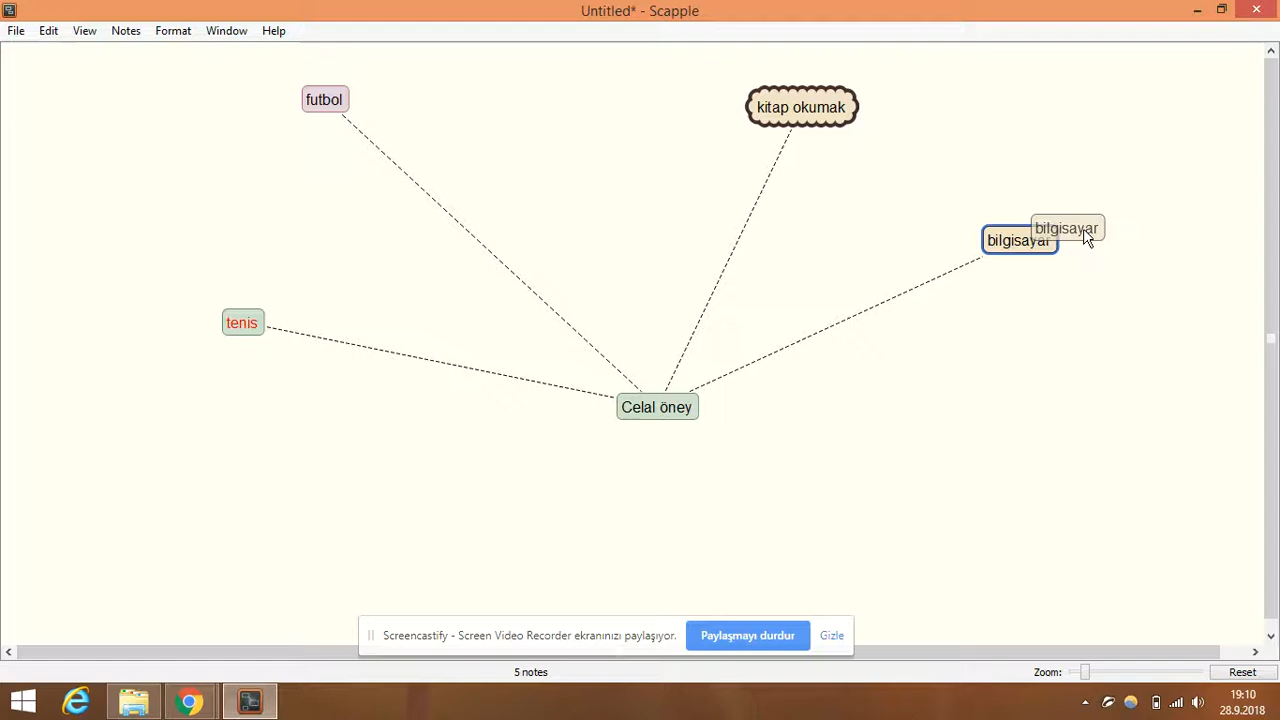 Untitled* - Scapple
File Edit View Notes Format Window Help
futbol
kitap okumak
bilgisayar
bilgisayar
tenis
Celal öney
Screencastify - Screen Video Recorder ekranınızı paylaşıyor. Paylaşmayı durdur Gizle
5 notes Zoom: Reset
19:10
28.9.2018